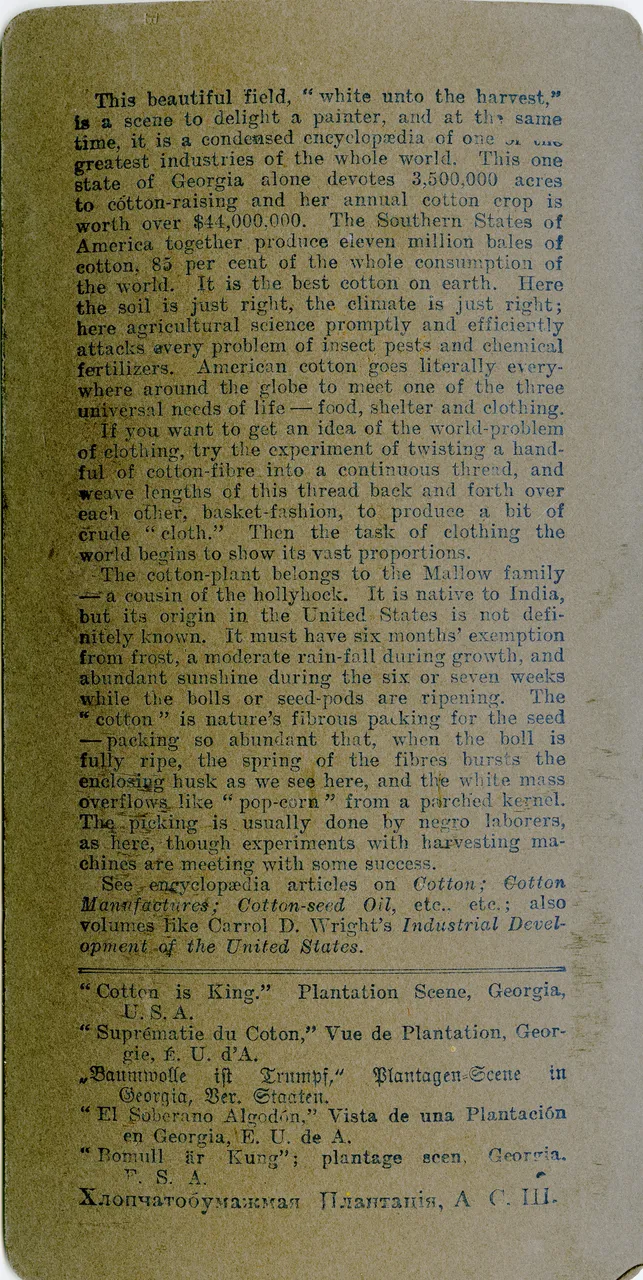 This beautiful field, “white unto the harvest,”
is a scene to delight a painter, and at the same
time, it is a condensed encyclopædia of one of the
greatest industries of the whole world. This one
state of Georgia alone devotes 3,500,000 acres
to cotton-raising and her annual cotton crop is
worth over $44,000,000. The Southern States of
America together produce eleven million bales of
cotton, 85 per cent of the whole consumption of
the world. It is the best cotton on earth. Here
the soil is just right, the climate is just right;
here agricultural science promptly and efficiently
attacks every problem of insect pests and chemical
fertilizers. American cotton goes literally every-
where around the globe to meet one of the three
universal needs of life — food, shelter and clothing.
If you want to get an idea of the world-problem
of clothing, try the experiment of twisting a hand-
ful of cotton-fibre into a continuous thread, and
weave lengths of this thread back and forth over
each other, basket-fashion, to produce a bit of
crude “cloth.” Then the task of clothing the
world begins to show its vast proportions.
The cotton-plant belongs to the Mallow family
— a cousin of the hollyhock. It is native to India,
but its origin in the United States is not defi-
nitely known. It must have six months’ exemption
from frost, a moderate rain-fall during growth, and
abundant sunshine during the six or seven weeks
while the bolls or seed-pods are ripening. The
“cotton” is nature’s fibrous packing for the seed
— packing so abundant that, when the boll is
fully ripe, the spring of the fibres bursts the
enclosing husk as we see here, and the white mass
overflows like “pop-corn” from a parched kernel.
The picking is usually done by negro laborers,
as here, though experiments with harvesting ma-
chines are meeting with some success.
See encyclopædia articles on Cotton; Cotton
Manufactures; Cotton-seed Oil, etc., etc.; also
volumes like Carrol D. Wright’s Industrial Devel-
opment of the United States.
“Cotton is King.” Plantation Scene, Georgia,
U. S. A.
“Suprématie du Coton,” Vue de Plantation, Geor-
gie, É. U. d’A.
„Baumwolle ist Trumpf,“ Plantagen-Scene in
Georgia, Ver. Staaten.
“El Soberano Algodón,” Vista de una Plantación
en Georgia, E. U. de A.
“Bomull är Kung”; plantage scen, Georgia.
F. S. A.
Хлопчатобумажмая Плантація, А С. Ш.